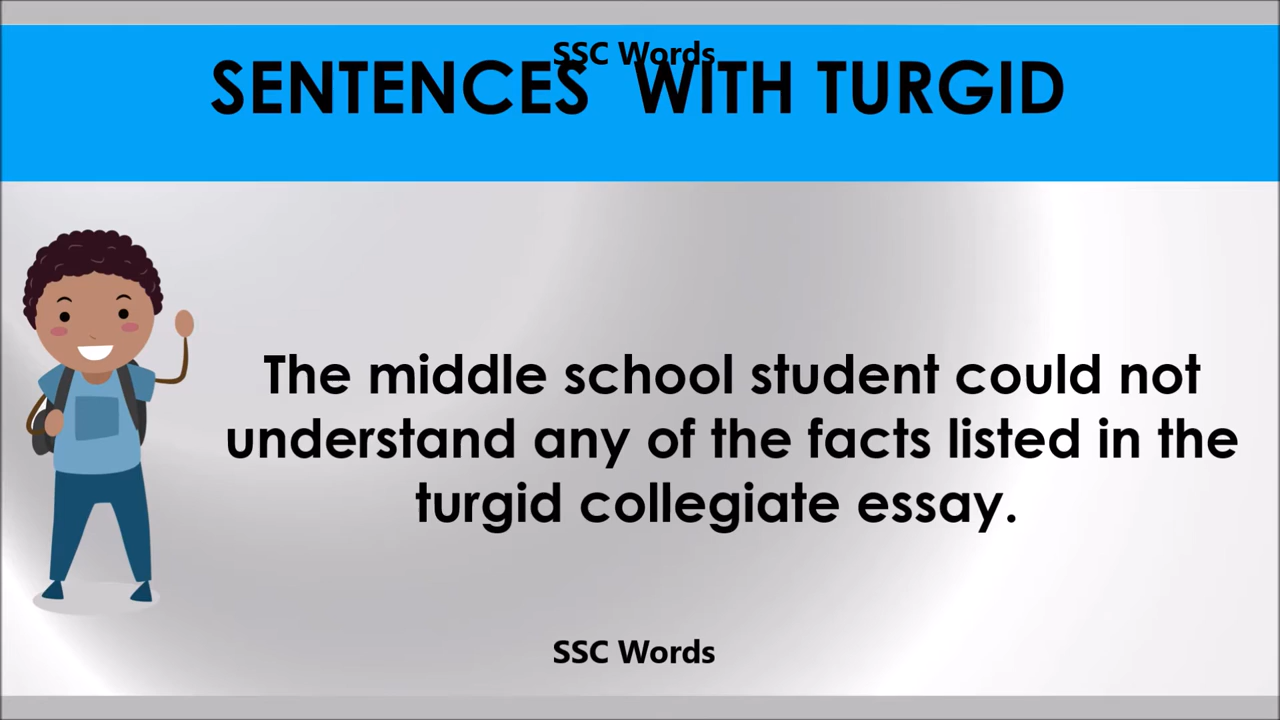 SSC Words
SENTENCES WITH TURGID
The middle school student could not
understand any of the facts listed in the
turgid collegiate essay.
SSC Words